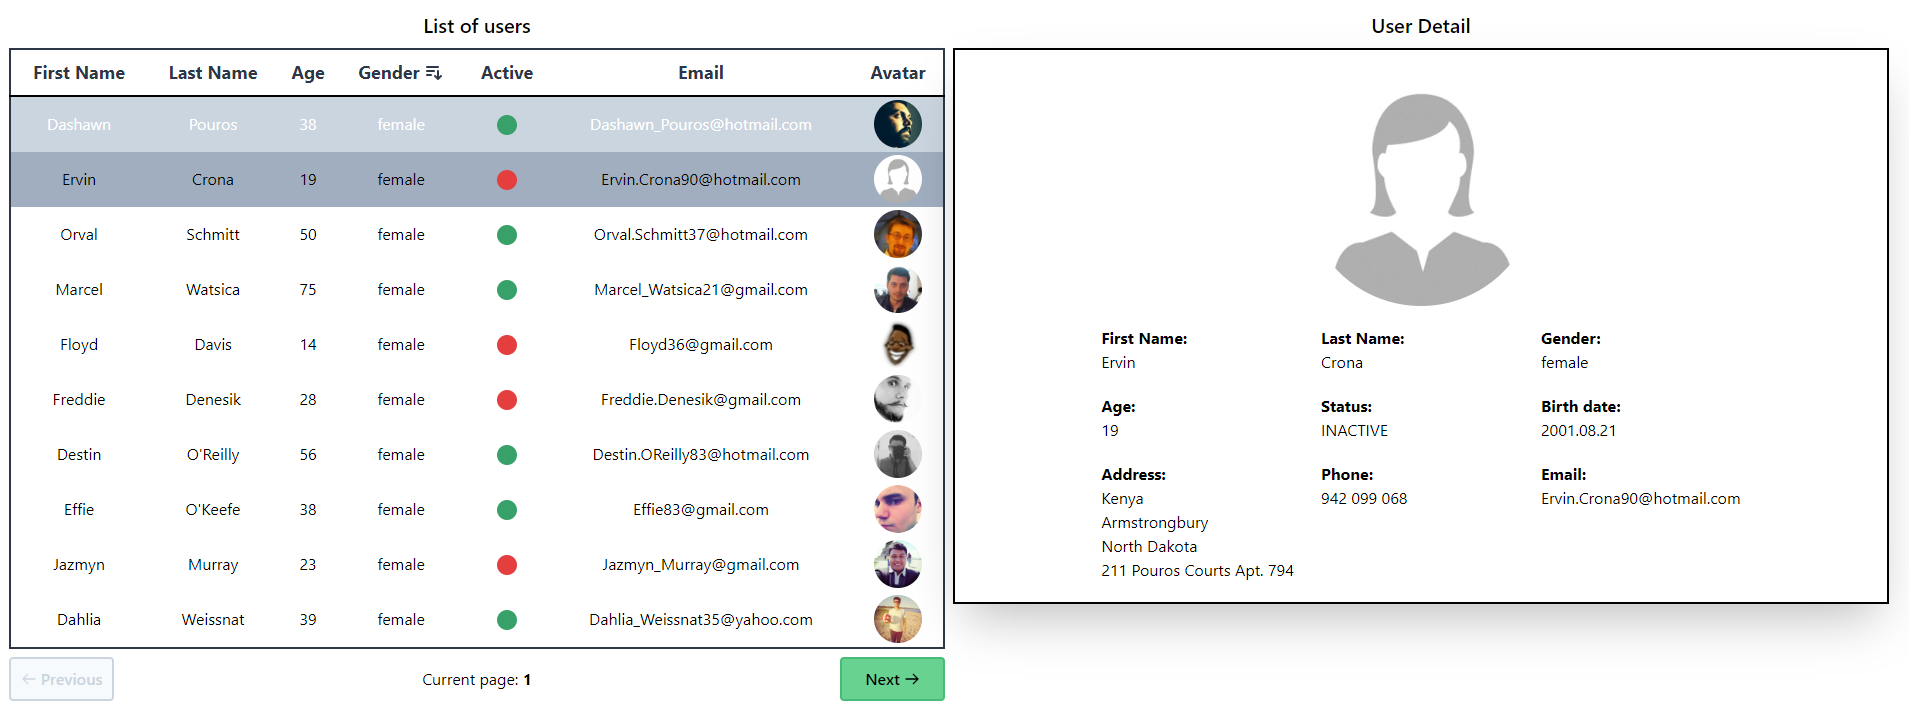 List of users
First Name Last Name Age Gender Active Email Avatar
Dashawn Pouros 38 female Dashawn_Pouros@hotmail.com
Ervin Crona 19 female Ervin.Crona90@hotmail.com
Orval Schmitt 50 female Orval.Schmitt37@hotmail.com
Marcel Watsica 75 female Marcel_Watsica21@gmail.com
Floyd Davis 14 female Floyd36@gmail.com
Freddie Denesik 28 female Freddie.Denesik@gmail.com
Destin O'Reilly 56 female Destin.OReilly83@hotmail.com
Effie O'Keefe 38 female Effie83@gmail.com
Jazmyn Murray 23 female Jazmyn_Murray@gmail.com
Dahlia Weissnat 39 female Dahlia_Weissnat35@yahoo.com
← Previous Current page: 1 Next →
User Detail
First Name: Last Name: Gender:
Ervin Crona female
Age: Status: Birth date:
19 INACTIVE 2001.08.21
Address: Phone: Email:
Kenya 942 099 068 Ervin.Crona90@hotmail.com
Armstrongbury
North Dakota
211 Pouros Courts Apt. 794